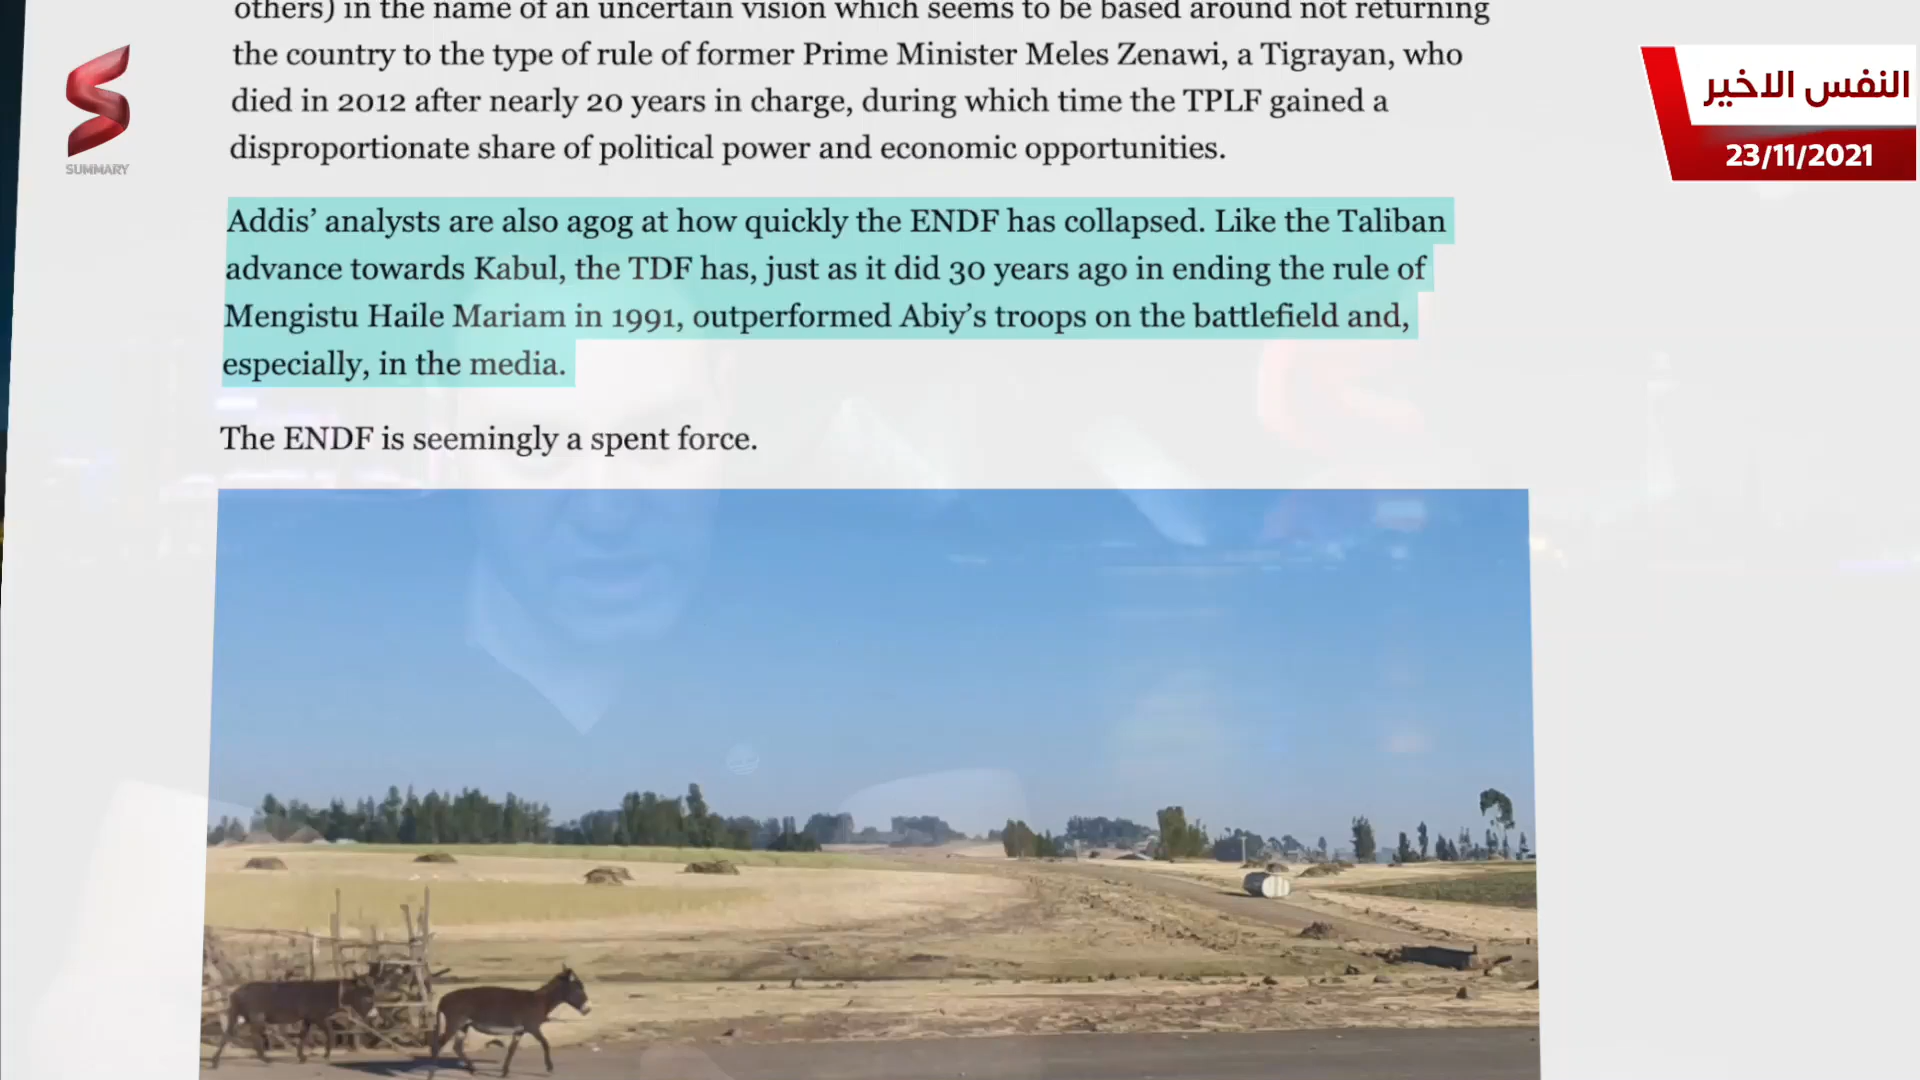 others) in the name of an uncertain vision which seems to be based around not returning
the country to the type of rule of former Prime Minister Meles Zenawi, a Tigrayan, who
died in 2012 after nearly 20 years in charge, during which time the TPLF gained a
disproportionate share of political power and economic opportunities.
Addis’ analysts are also agog at how quickly the ENDF has collapsed. Like the Taliban
advance towards Kabul, the TDF has, just as it did 30 years ago in ending the rule of
Mengistu Haile Mariam in 1991, outperformed Abiy’s troops on the battlefield and,
especially, in the media.
The ENDF is seemingly a spent force.
SUMMARY
النفس الاخير
23/11/2021